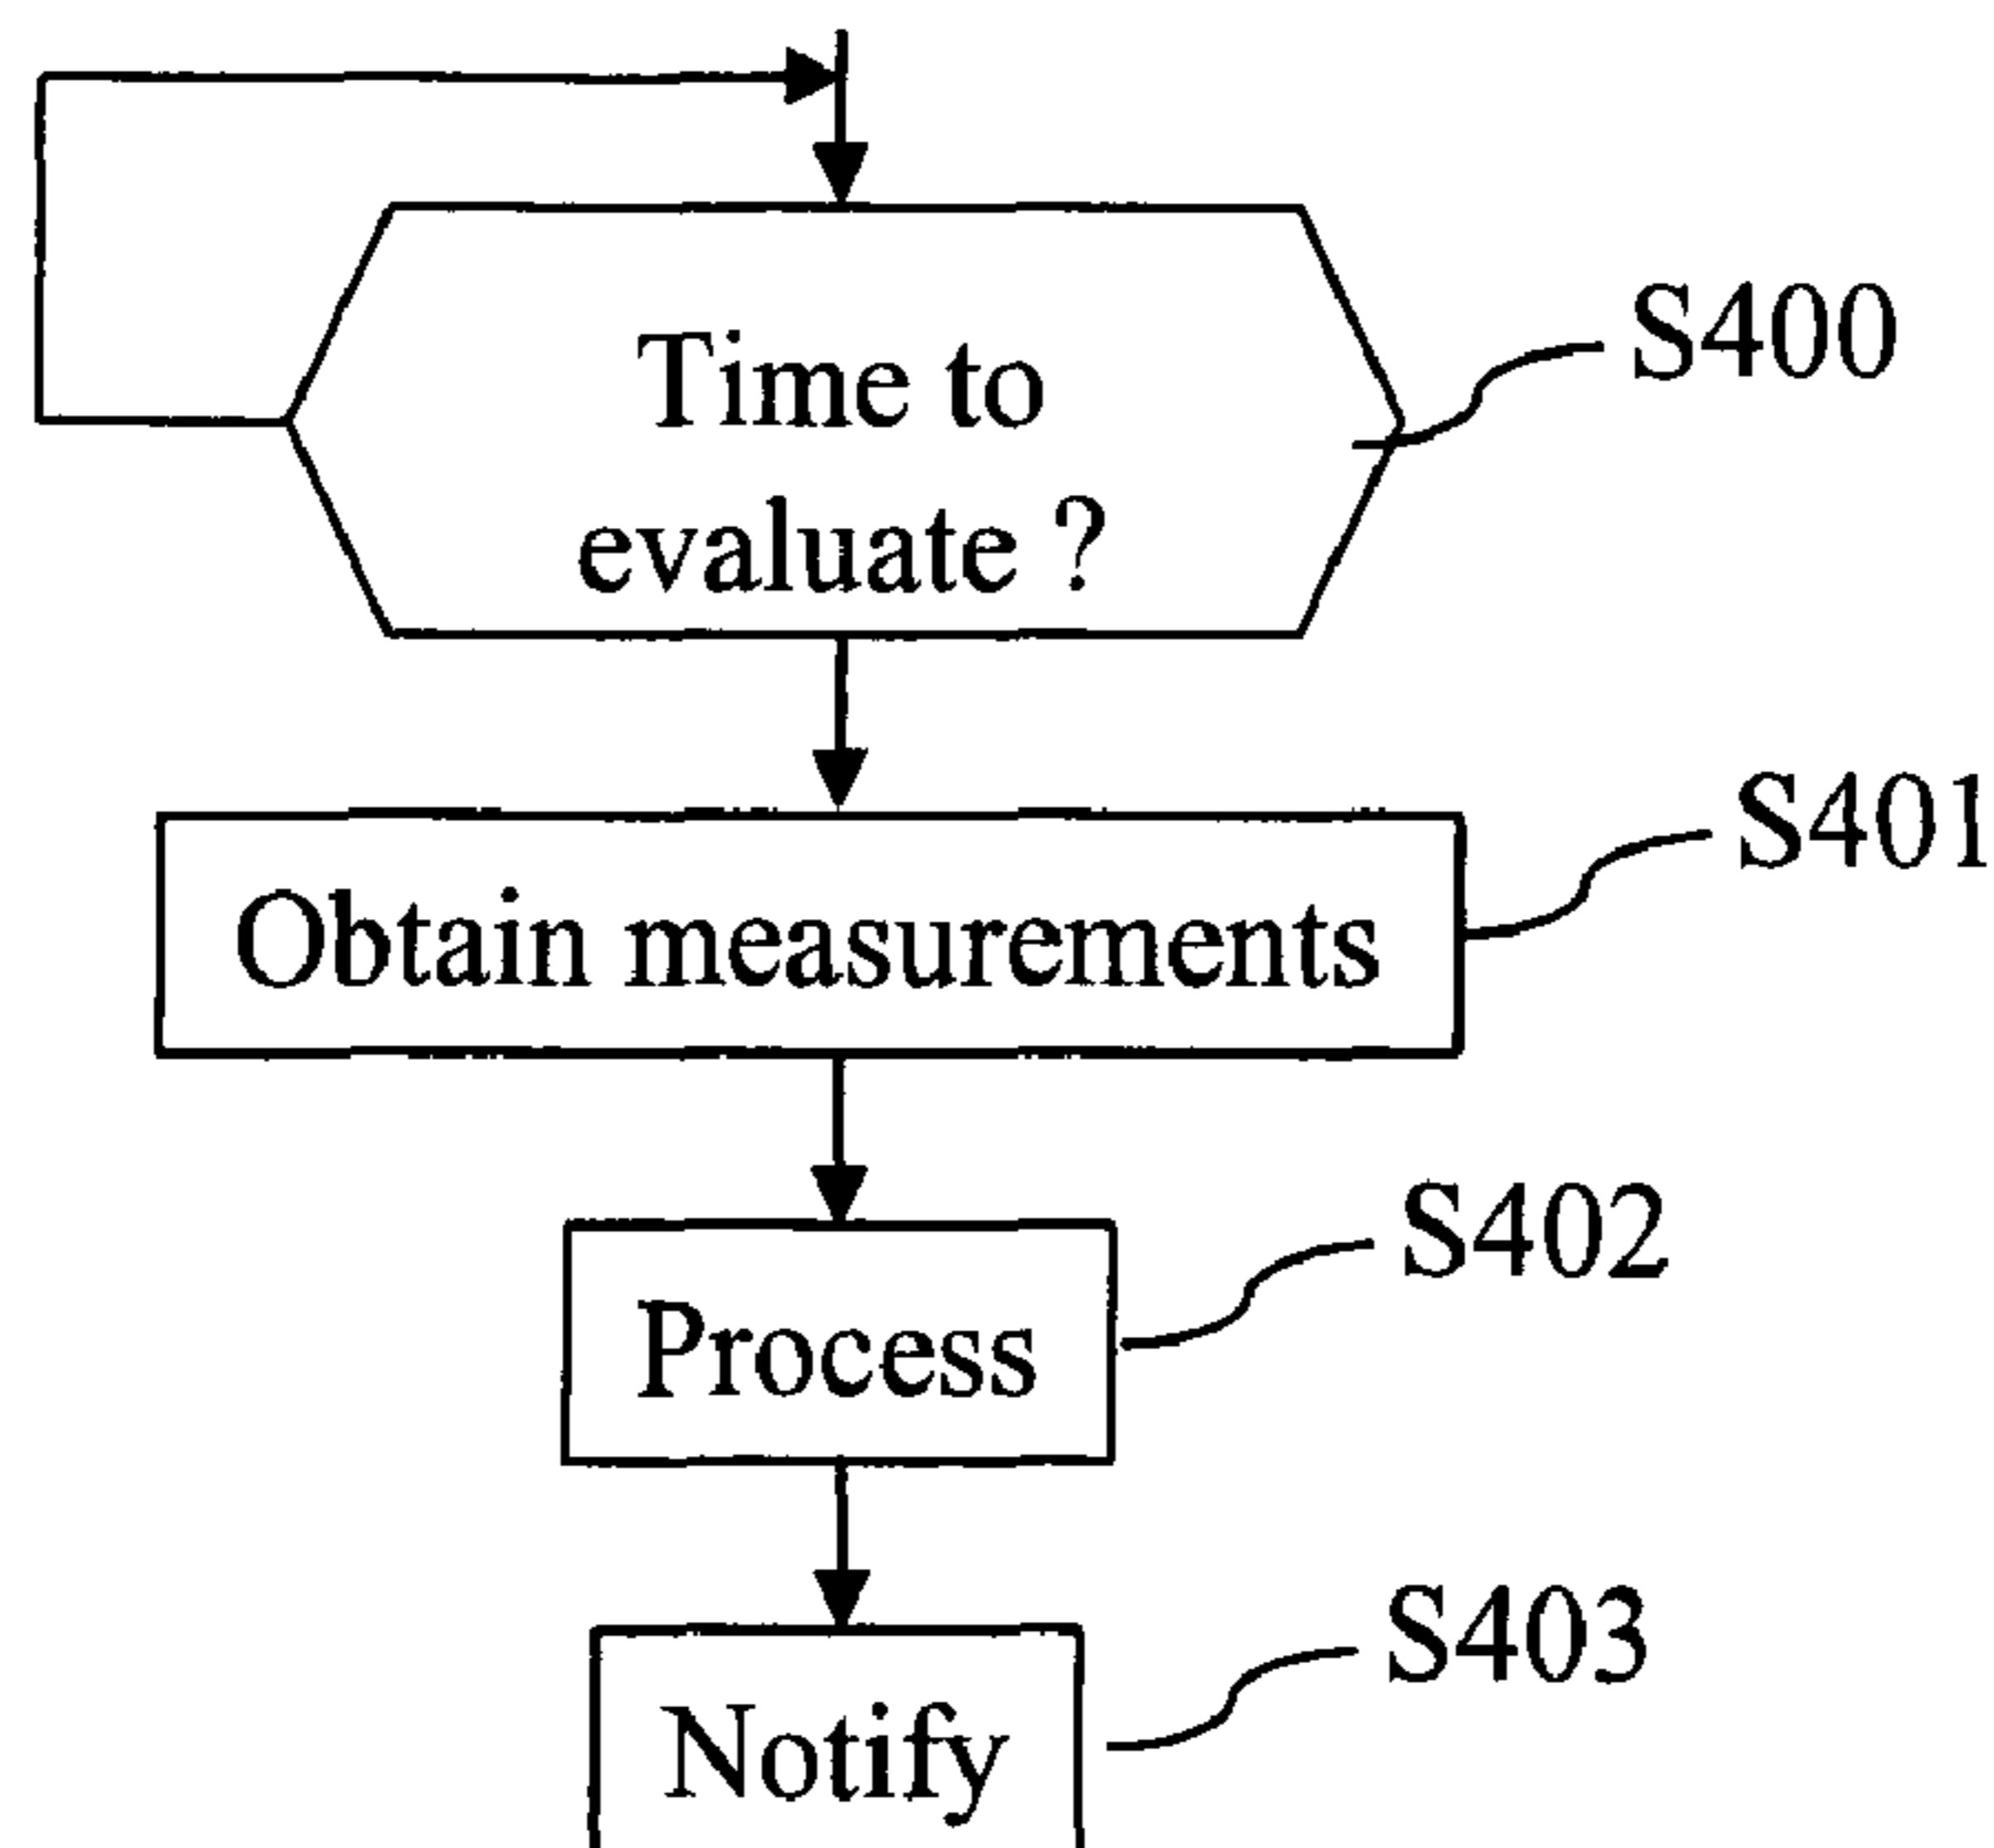 Time to
evaluate ?
S400
Obtain measurements
S401
Process
S402
Notify
S403